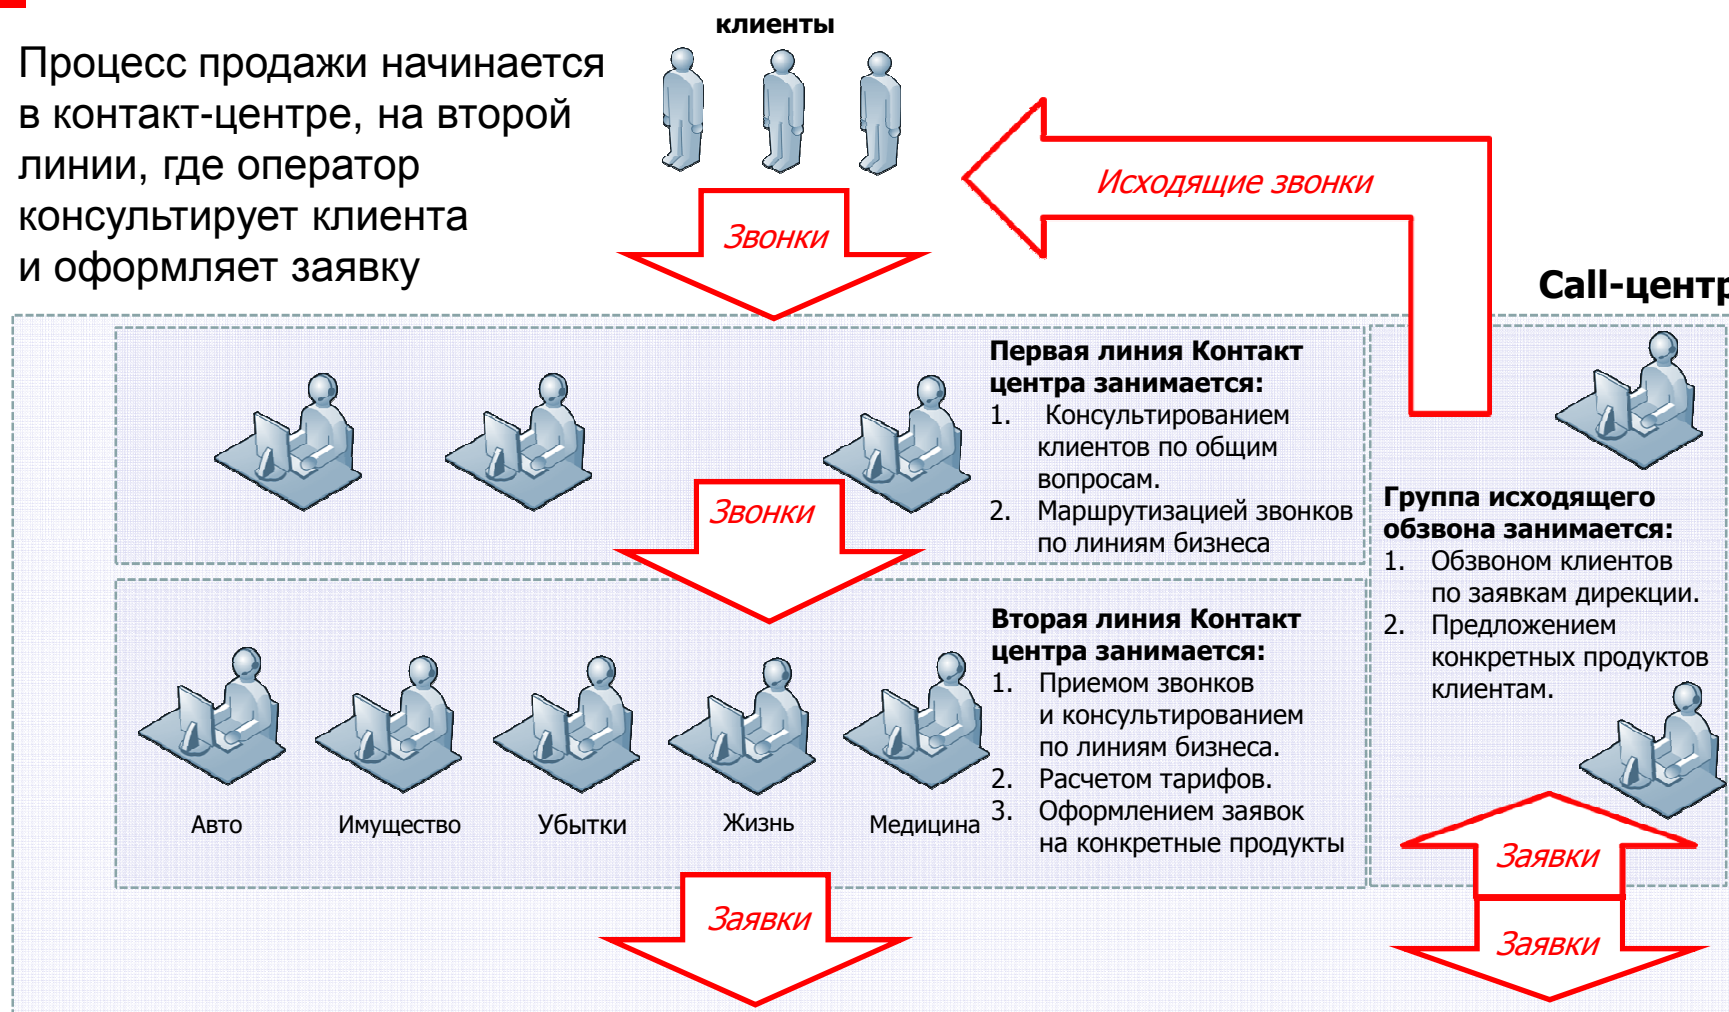 клиенты
Процесс продажи начинается
в контакт-центре, на второй
линии, где оператор
консультирует клиента
и оформляет заявку
Исходящие звонки
Звонки
Call-центр
Первая линия Контакт
центра занимается:
1. Консультированием
клиентов по общим
вопросам.
2. Маршрутизацией звонков
по линиям бизнеса
Звонки
Группа исходящего
обзвона занимается:
1. Обзвоном клиентов
по заявкам дирекции.
2. Предложением
конкретных продуктов
клиентам.
Вторая линия Контакт
центра занимается:
1. Приемом звонков
и консультированием
по линиям бизнеса.
2. Расчетом тарифов.
3. Оформлением заявок
на конкретные продукты
Авто
Имущество
Убытки
Жизнь
Медицина
Заявки
Заявки
Заявки